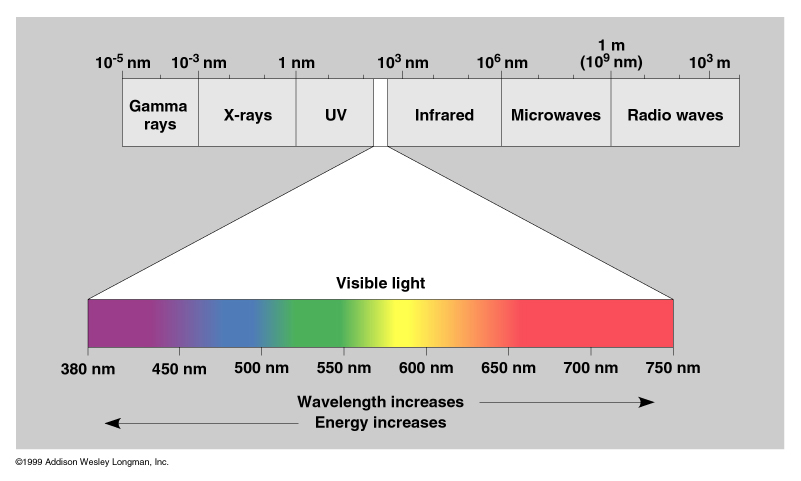 1 m
10⁻⁵ nm 10⁻³ nm 1 nm 10³ nm 10⁶ nm (10⁹ nm) 10³ m
Gamma rays X-rays UV Infrared Microwaves Radio waves
Visible light
380 nm 450 nm 500 nm 550 nm 600 nm 650 nm 700 nm 750 nm
Wavelength increases
Energy increases
©1999 Addison Wesley Longman, Inc.